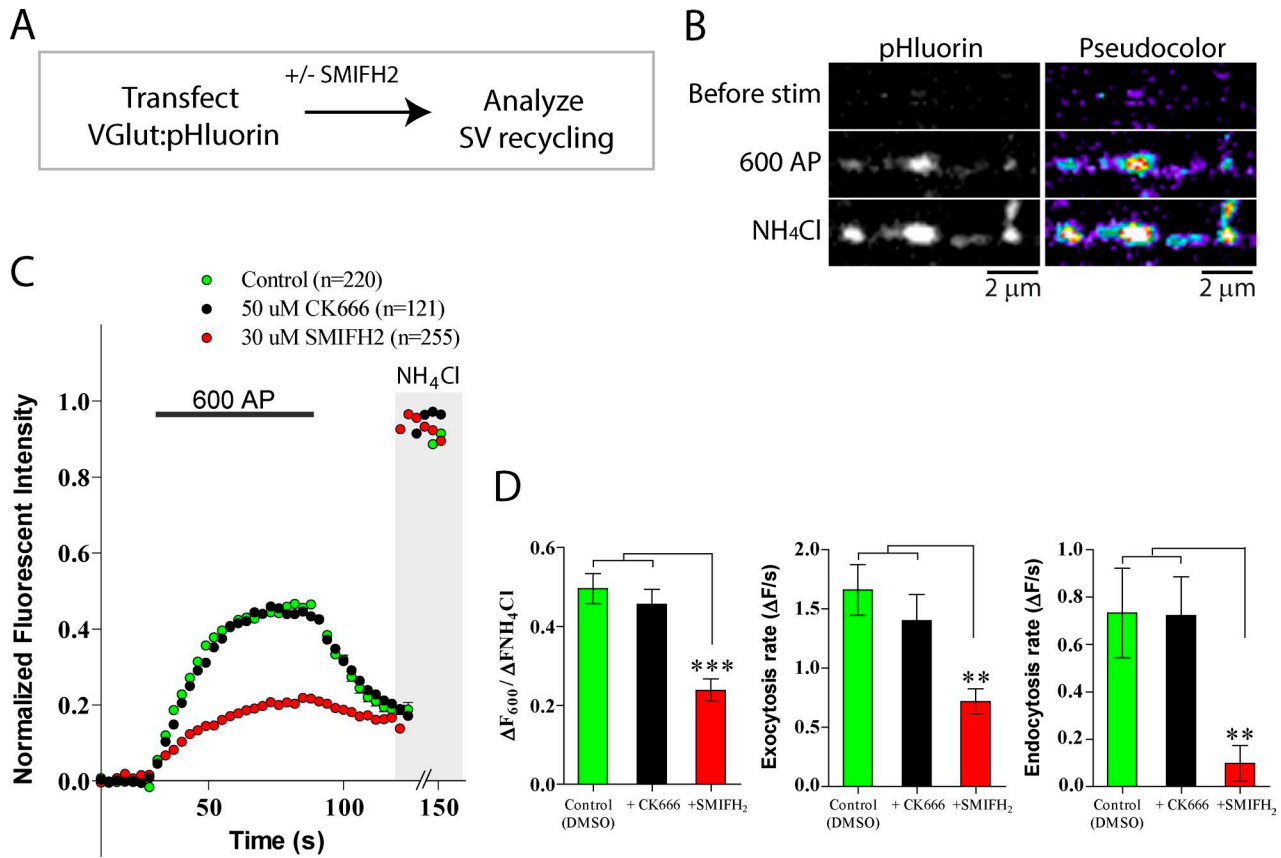 A
+/- SMIFH2
Transfect
VGlut:pHluorin
Analyze
SV recycling
B
pHluorin
Pseudocolor
Before stim
600 AP
NH₄Cl
2 μm
2 μm
C
Control (n=220)
50 uM CK666 (n=121)
30 uM SMIFH2 (n=255)
NH₄Cl
600 AP
Normalized Fluorescent Intensity
1.0
0.8
0.6
0.4
0.2
0.0
50
100
150
Time (s)
D
ΔF₆₀₀/ ΔFNH₄Cl
0.6
0.4
0.2
0.0
***
Control
(DMSO)
+ CK666
+SMIFH₂
Exocytosis rate (ΔF/s)
2.0
1.5
1.0
0.5
0.0
**
Control
(DMSO)
+ CK666
+SMIFH₂
Endocytosis rate (ΔF/s)
1.0
0.8
0.6
0.4
0.2
0.0
**
Control
(DMSO)
+ CK666
+SMIFH₂